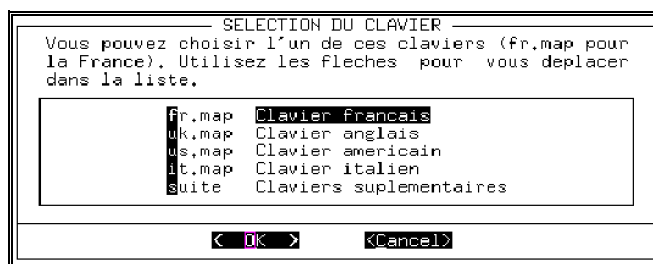 SELECTION DU CLAVIER
Vous pouvez choisir l'un de ces claviers (fr.map pour
la France). Utilisez les fleches pour vous deplacer
dans la liste.
fr.map Clavier francais
uk.map Clavier anglais
us.map Clavier americain
it.map Clavier italien
suite Claviers suplementaires
< OK > <Cancel>